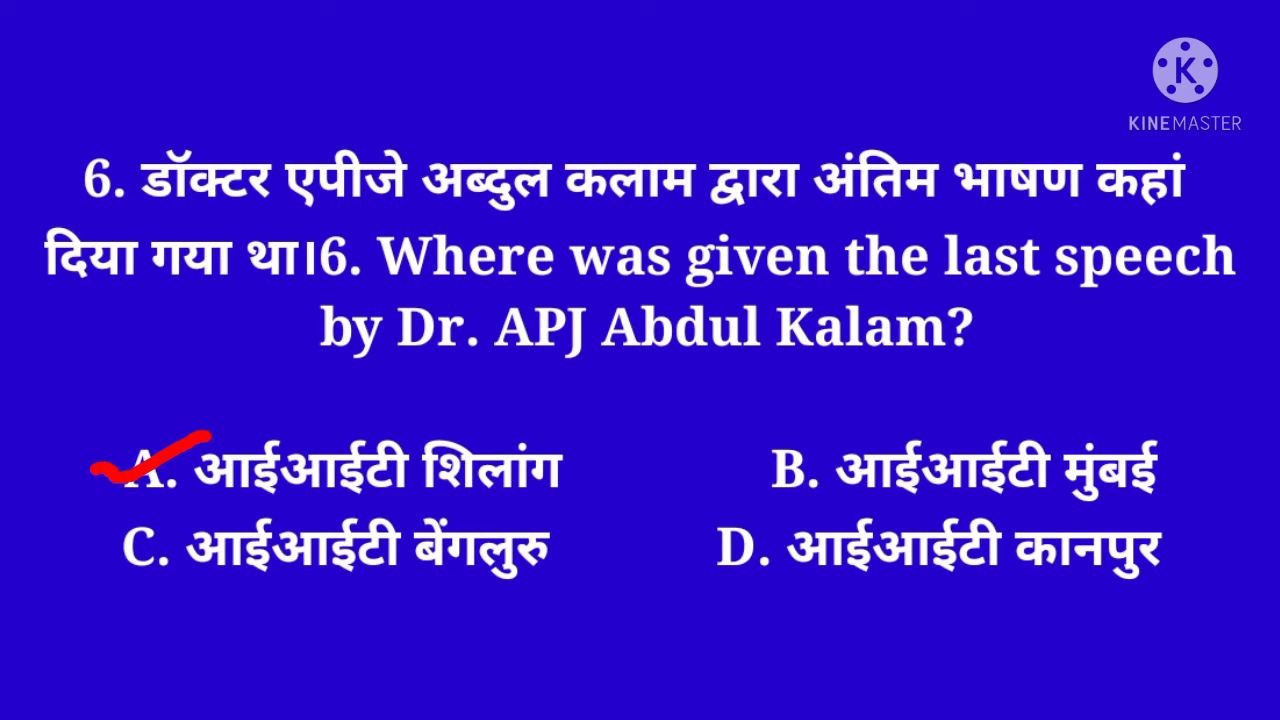 K
KINEMASTER
6. डॉक्टर एपीजे अब्दुल कलाम द्वारा अंतिम भाषण कहां
दिया गया था।6. Where was given the last speech
by Dr. APJ Abdul Kalam?
A. आईआईटी शिलांग
B. आईआईटी मुंबई
C. आईआईटी बेंगलुरु
D. आईआईटी कानपुर